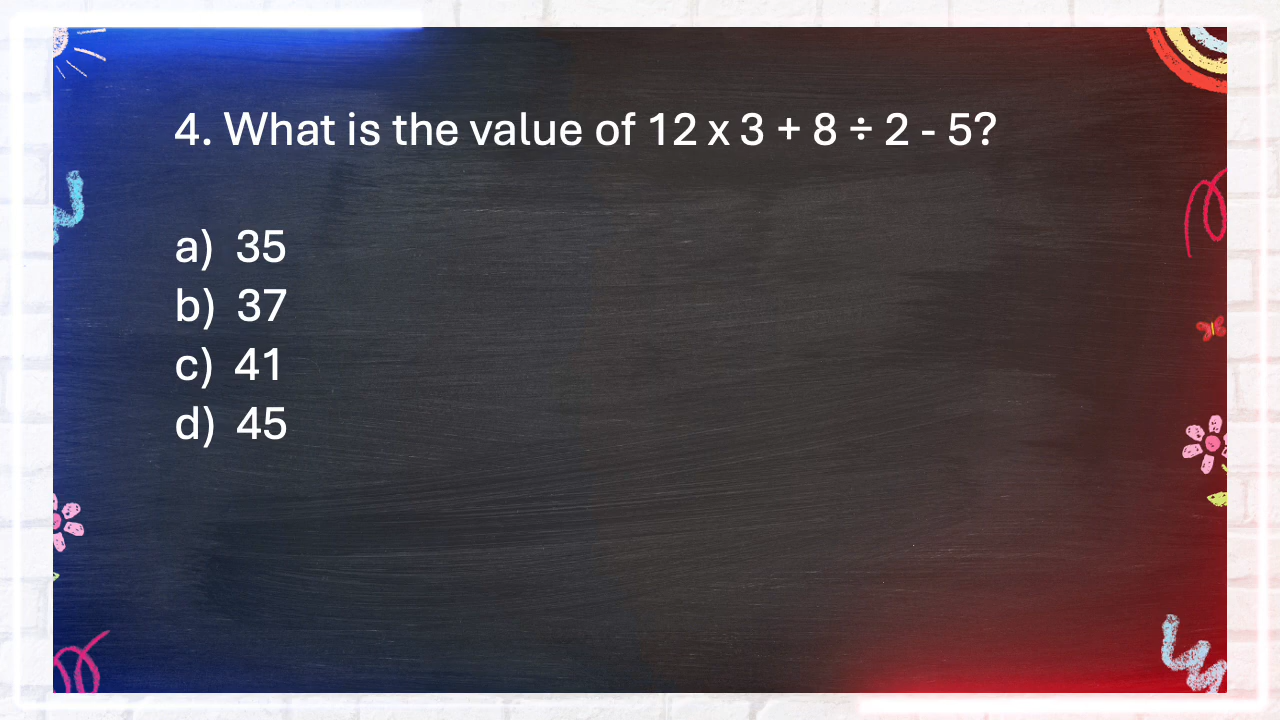 4. What is the value of 12 x 3 + 8 ÷ 2 - 5?
a) 35
b) 37
c) 41
d) 45